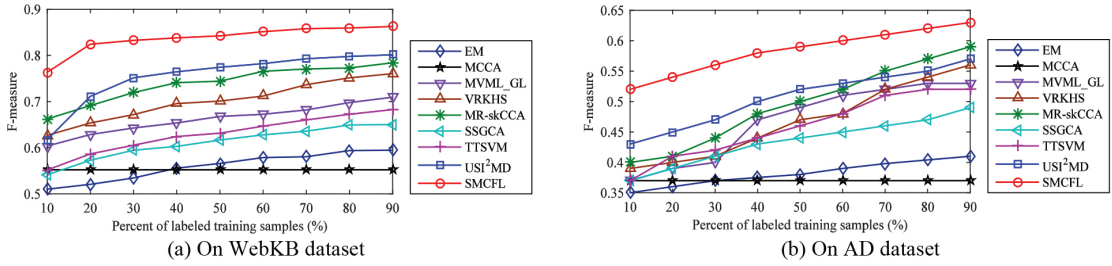 0.9
0.8
0.7
0.6
0.5
F-measure
10 20 30 40 50 60 70 80 90
Percent of labeled training samples (%)
EM
MCCA
MVML_GL
VRKHS
MR-skCCA
SSGCA
TTSVM
USI²MD
SMCFL
(a) On WebKB dataset
0.65
0.6
0.55
0.5
0.45
0.4
0.35
F-measure
10 20 30 40 50 60 70 80 90
Percent of labeled training samples (%)
EM
MCCA
MVML_GL
VRKHS
MR-skCCA
SSGCA
TTSVM
USI²MD
SMCFL
(b) On AD dataset